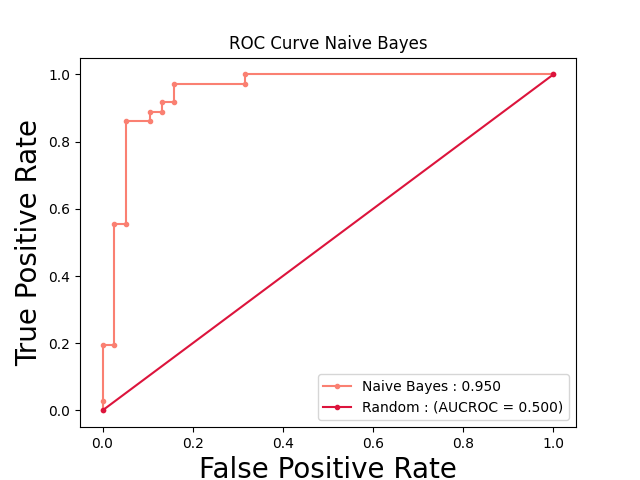 ROC Curve Naive Bayes
True Positive Rate
1.0
0.8
0.6
0.4
0.2
0.0
Naive Bayes : 0.950
Random : (AUCROC = 0.500)
0.0 0.2 0.4 0.6 0.8 1.0
False Positive Rate